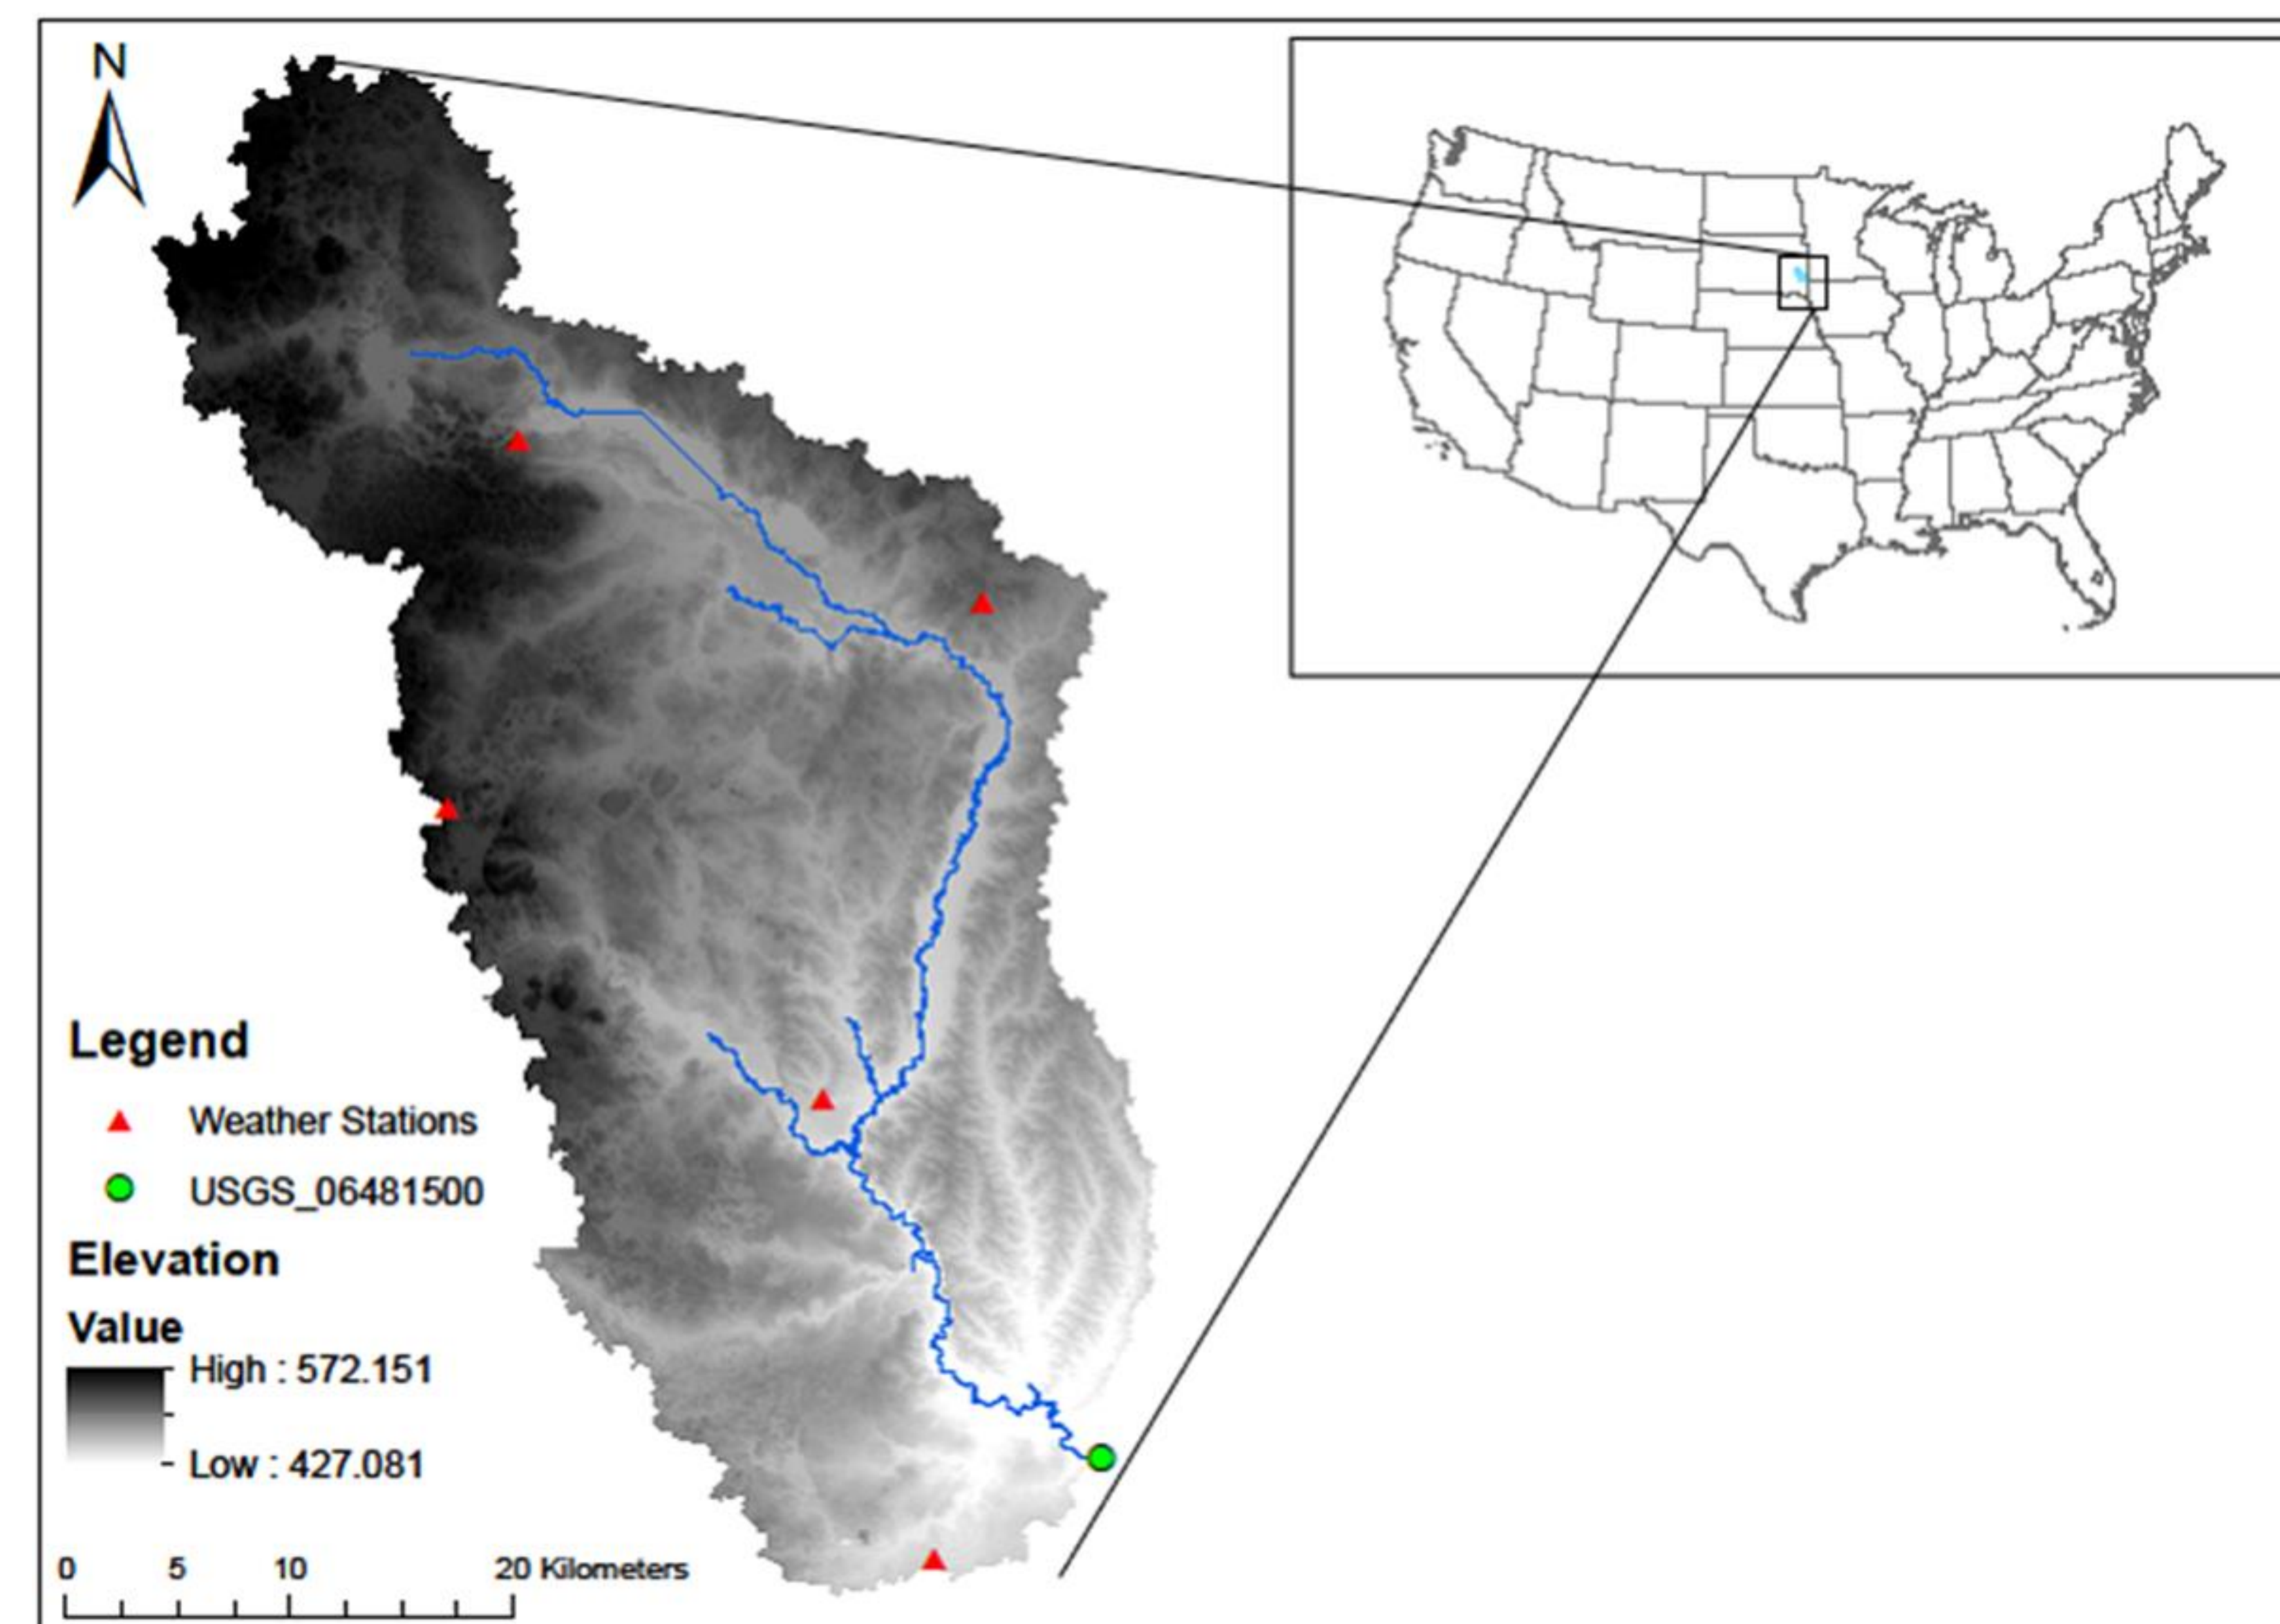 N
Legend
Weather Stations
USGS_06481500
Elevation
Value
High : 572.151
Low : 427.081
0 5 10 20 Kilometers